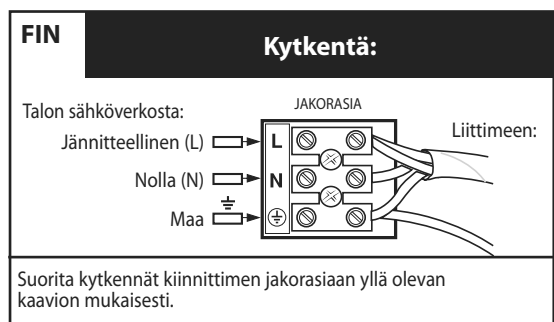 FIN
Kytkentä:
Talon sähköverkosta:
JAKORASIA
Liittimeen:
Jännitteellinen (L)
L
Nolla (N)
N
Maa
Suorita kytkennät kiinnittimen jakorasiaan yllä olevan
kaavion mukaisesti.